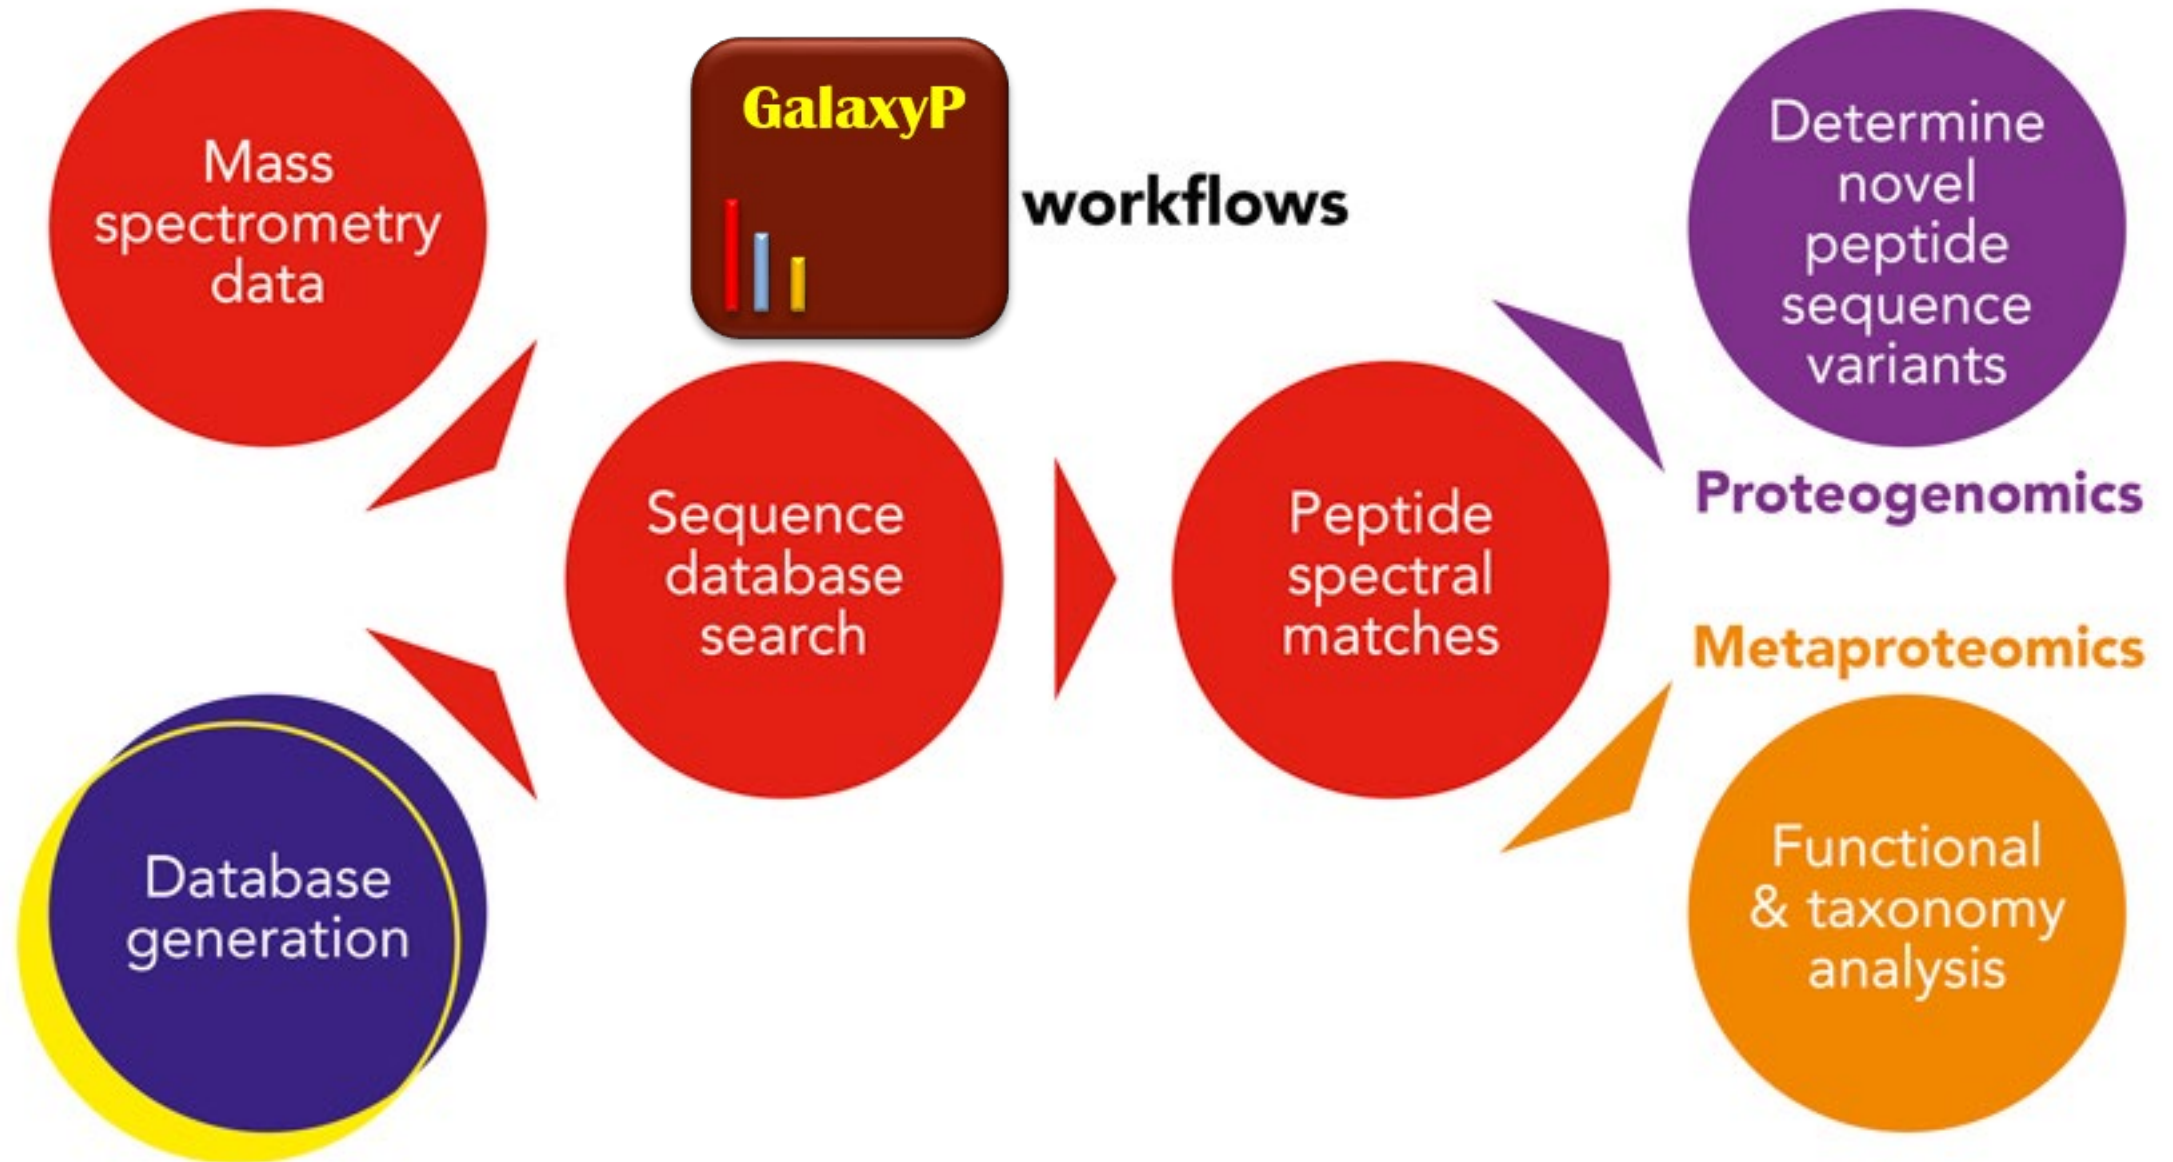 Mass
spectrometry
data
GalaxyP
workflows
Sequence
database
search
Database
generation
Peptide
spectral
matches
Determine
novel
peptide
sequence
variants
Proteogenomics
Metaproteomics
Functional
& taxonomy
analysis